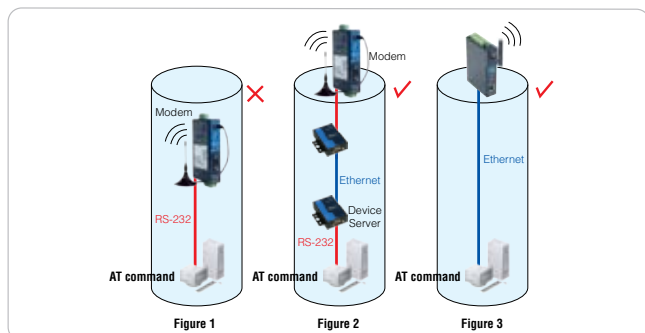 Modem
RS-232
AT command
Figure 1
Modem
Ethernet
Device
Server
RS-232
AT command
Figure 2
Ethernet
AT command
Figure 3